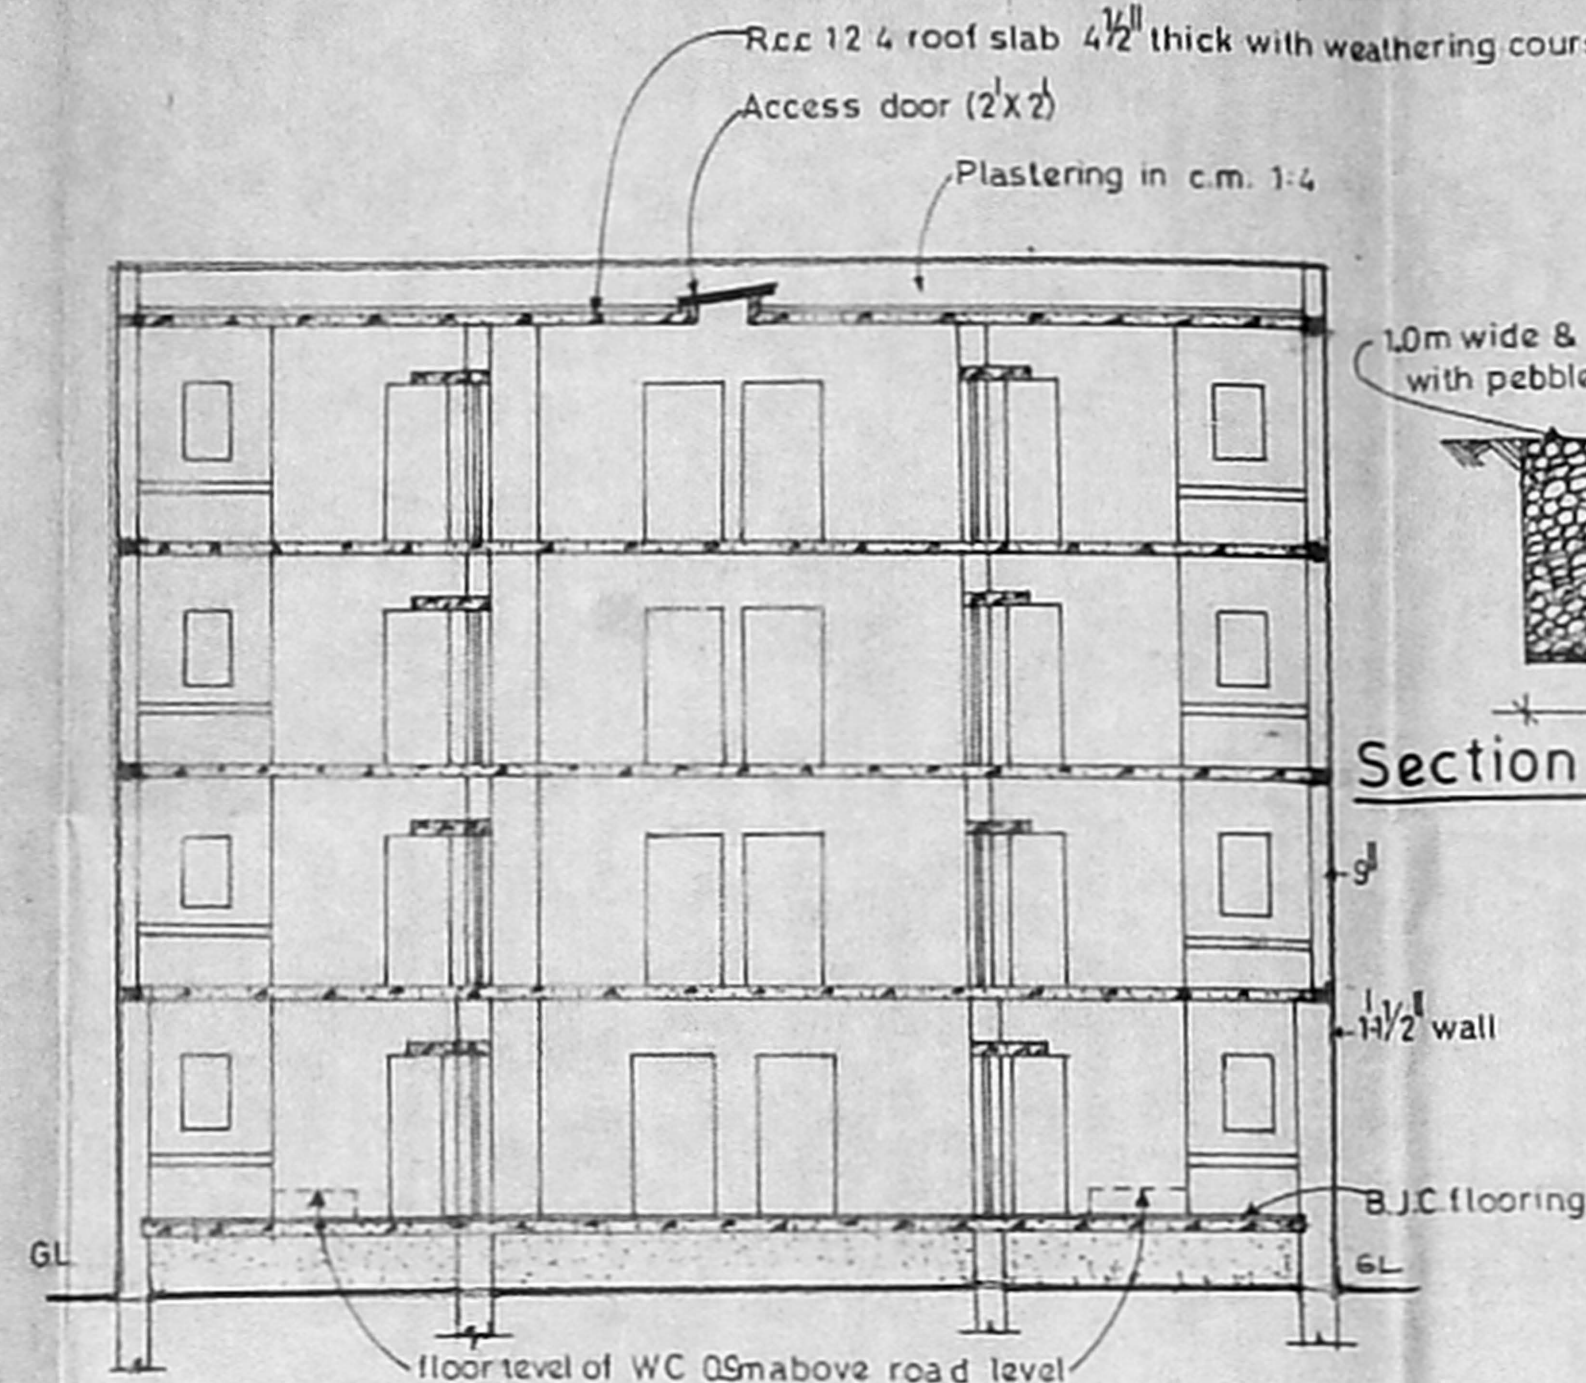 R.c.c 1 2 4 roof slab 4½" thick with weathering cour
Access door (2'X2')
Plastering in c.m. 1:4
1.0m wide &
with pebble
Section
9"
1'-1½" wall
B.J.C. flooring
GL
GL
floor level of WC 0.9m above road level